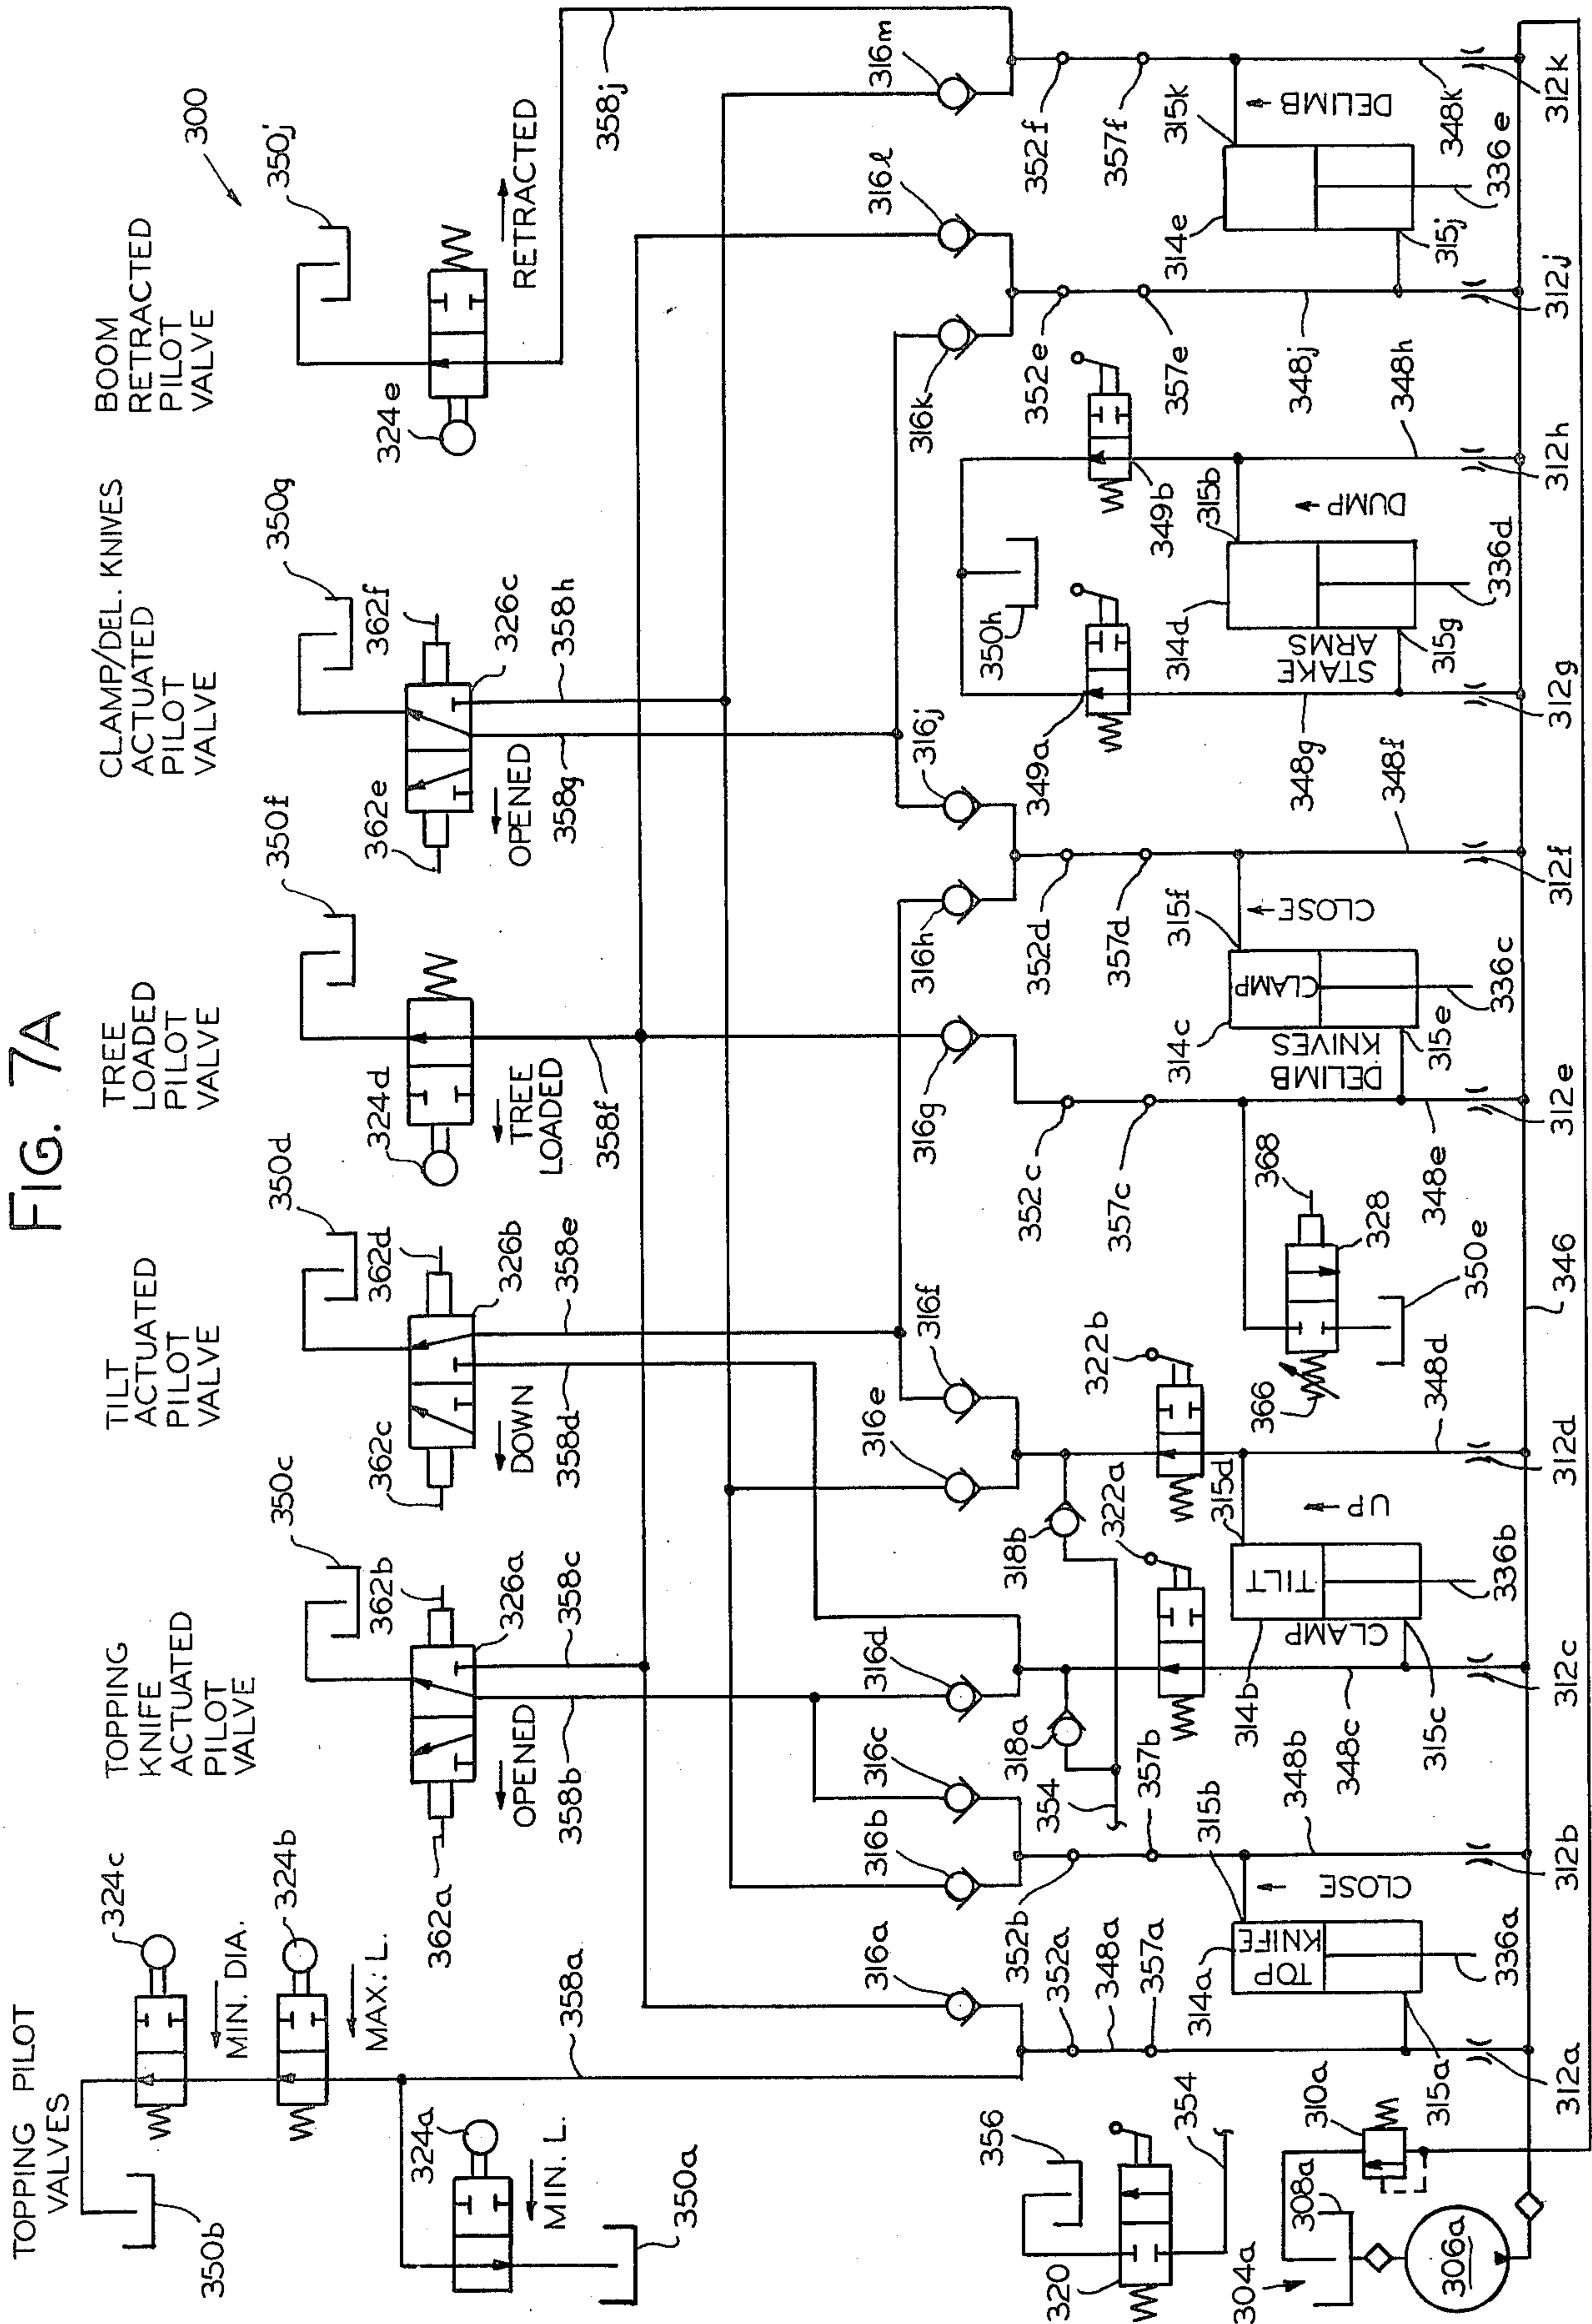 FIG. 7A
TOPPING PILOT
VALVES
TOPPING
KNIFE
ACTUATED
PILOT
VALVE
TILT
ACTUATED
PILOT
VALVE
TREE
LOADED
PILOT
VALVE
CLAMP/DEL. KNIVES
ACTUATED
PILOT
VALVE
BOOM
RETRACTED
PILOT
VALVE
300
350b
324c
MIN. DIA.
324b
MAX. L.
324a
MIN. L.
350a
358a
350c
362b
326a
362a
OPENED
358b
358c
350d
362d
326b
362c
DOWN
358d
358e
350f
324d
TREE
LOADED
358f
350g
362f
326c
362e
OPENED
358g
358h
350j'
324e
RETRACTED
358j
316a
316b
316c
316d
316e
316f
316g
316h
316j
316k
316l
316m
356
320
354
352a
348a
357a
352b
357b
354
318a
318b
322a
322b
352c
357c
352d
357d
349a
350h
349b
352e
357e
352f
357f
304a
308a
306a
310a
314a
TOP
KNIFE
315b
CLOSE
315a
336a
348b
314b
TILT
CLAMP
315d
UP
315c
336b
348c
348d
366
368
328
350e
348e
314c
CLAMP
DELIMB
KNIVES
315f
CLOSE
315e
336c
348f
348g
314d
STAKE
ARMS
315b
DUMP
315g
336d
348h
348j
314e
315k
DELIMB
315j
336e
348k
312a
312b
312c
312d
346
312e
312f
312g
312h
312j
312k